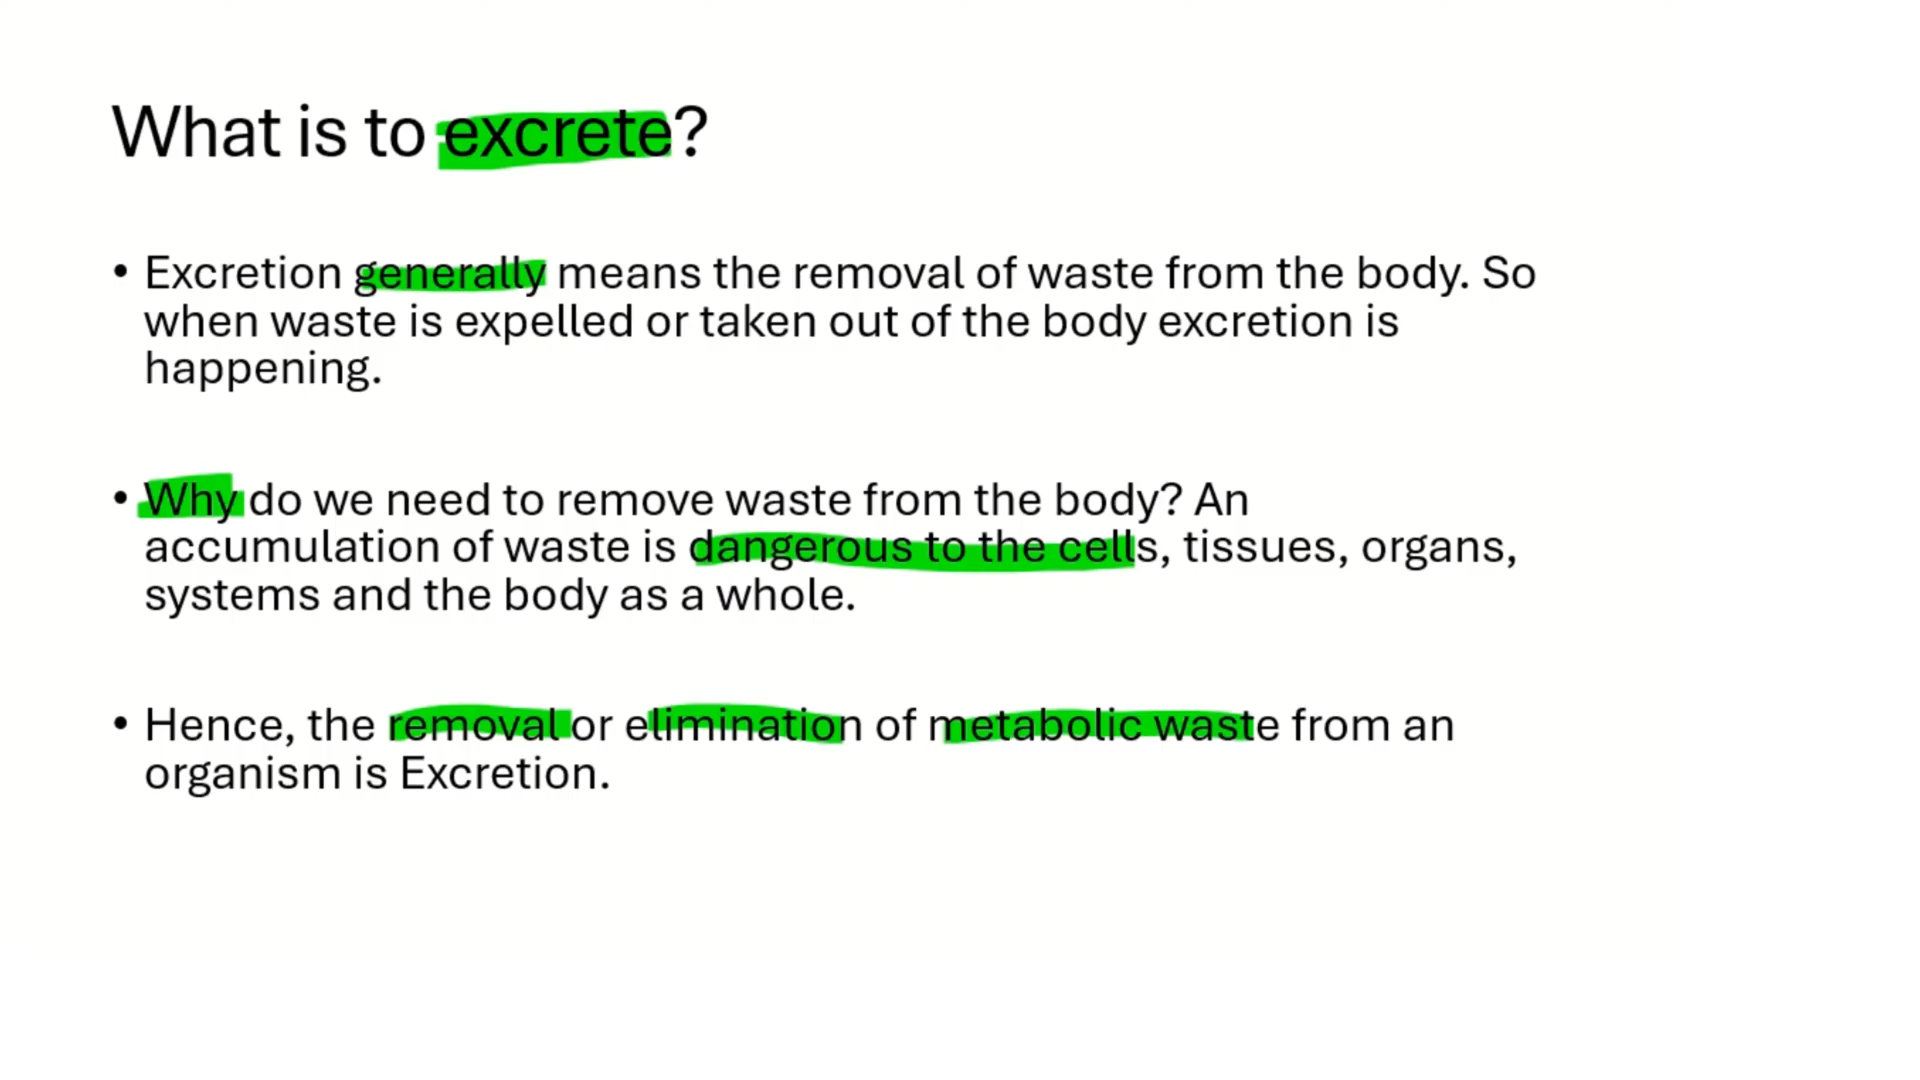 What is to excrete?
• Excretion generally means the removal of waste from the body. So
when waste is expelled or taken out of the body excretion is
happening.
• Why do we need to remove waste from the body? An
accumulation of waste is dangerous to the cells, tissues, organs,
systems and the body as a whole.
• Hence, the removal or elimination of metabolic waste from an
organism is Excretion.